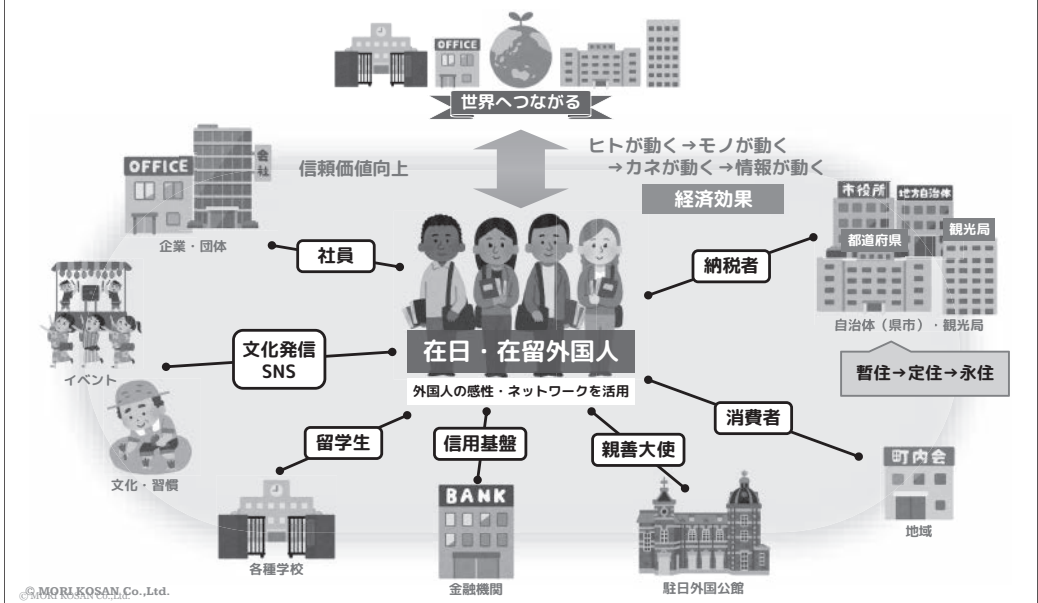 OFFICE
世界へつながる
ヒトが動く→モノが動く
→カネが動く→情報が動く
信頼価値向上
経済効果
OFFICE
会社
企業・団体
社員
納税者
市役所
地方自治体
都道府県
観光局
自治体（県市）・観光局
暫住→定住→永住
イベント
文化発信
SNS
在日・在留外国人
外国人の感性・ネットワークを活用
文化・習慣
留学生
信用基盤
親善大使
消費者
各種学校
BANK
金融機関
駐日外国公館
町内会
地域
© MORI KOSAN Co.,Ltd.
© MORI KOSAN Co.,Ltd.